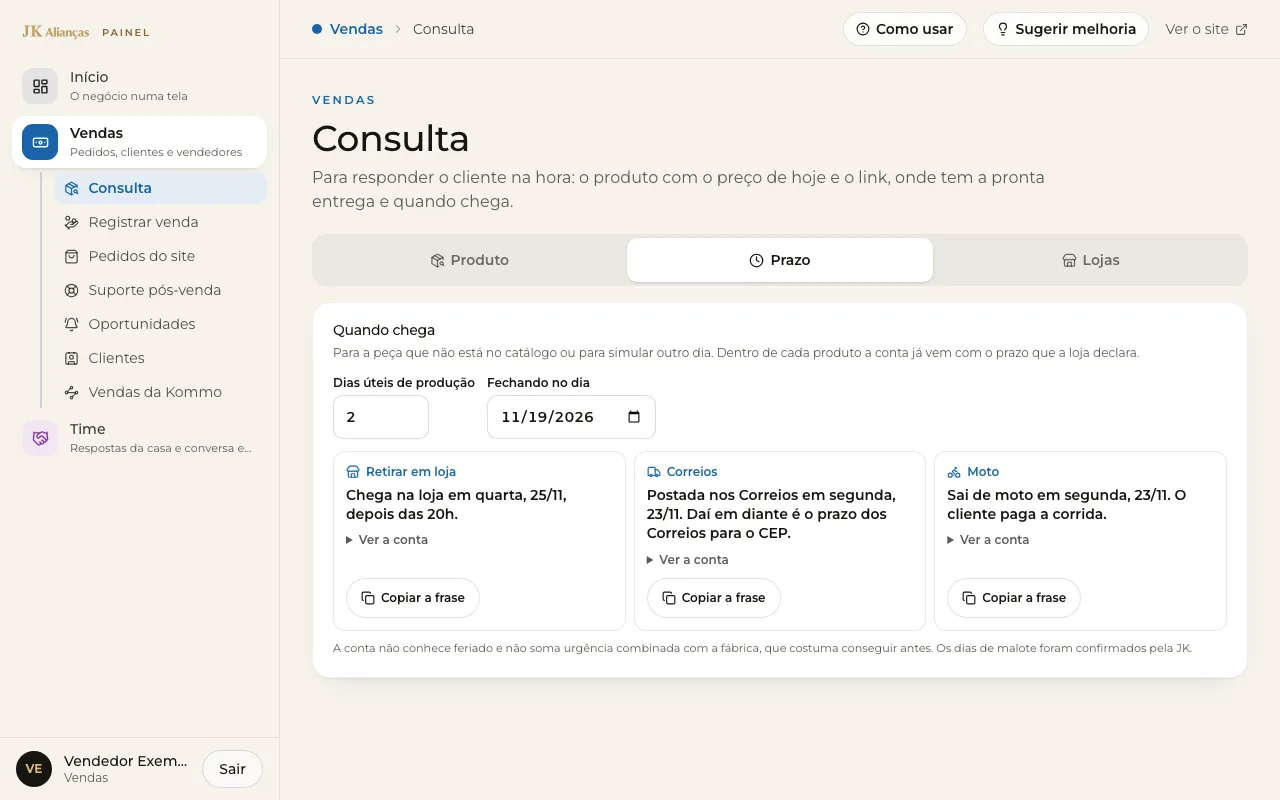 JK Alianças PAINEL
Início
O negócio numa tela
Vendas
Pedidos, clientes e vendedores
Consulta
Registrar venda
Pedidos do site
Suporte pós-venda
Oportunidades
Clientes
Vendas da Kommo
Time
Respostas da casa e conversa e...
VE
Vendedor Exem...
Vendas
Sair
Vendas
Consulta
Como usar
Sugerir melhoria
Ver o site
VENDAS
Consulta
Para responder o cliente na hora: o produto com o preço de hoje e o link, onde tem a pronta
entrega e quando chega.
Produto
Prazo
Lojas
Quando chega
Para a peça que não está no catálogo ou para simular outro dia. Dentro de cada produto a conta já vem com o prazo que a loja declara.
Dias úteis de produção
2
Fechando no dia
11/19/2026
Retirar em loja
Chega na loja em quarta, 25/11,
depois das 20h.
Ver a conta
Copiar a frase
Correios
Postada nos Correios em segunda,
23/11. Daí em diante é o prazo dos
Correios para o CEP.
Ver a conta
Copiar a frase
Moto
Sai de moto em segunda, 23/11. O
cliente paga a corrida.
Ver a conta
Copiar a frase
A conta não conhece feriado e não soma urgência combinada com a fábrica, que costuma conseguir antes. Os dias de malote foram confirmados pela JK.